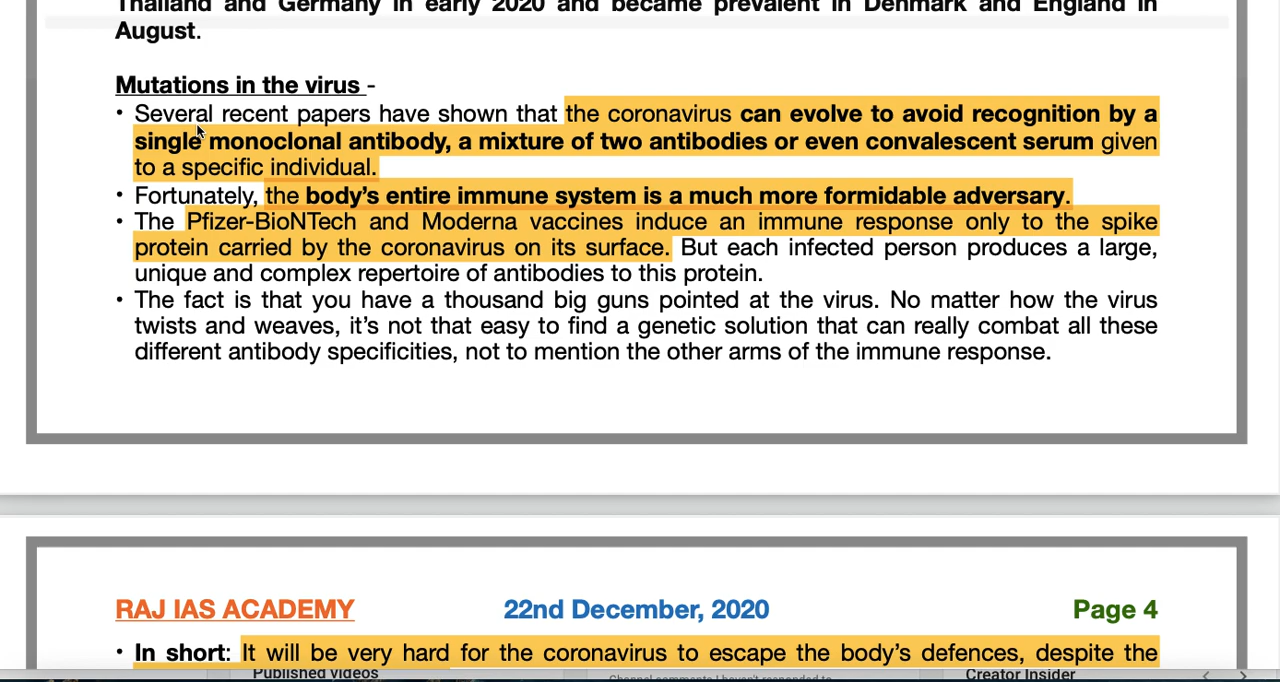 Thailand and Germany in early 2020 and became prevalent in Denmark and England in
August.
Mutations in the virus -
• Several recent papers have shown that the coronavirus can evolve to avoid recognition by a
single monoclonal antibody, a mixture of two antibodies or even convalescent serum given
to a specific individual.
• Fortunately, the body’s entire immune system is a much more formidable adversary.
• The Pfizer-BioNTech and Moderna vaccines induce an immune response only to the spike
protein carried by the coronavirus on its surface. But each infected person produces a large,
unique and complex repertoire of antibodies to this protein.
• The fact is that you have a thousand big guns pointed at the virus. No matter how the virus
twists and weaves, it’s not that easy to find a genetic solution that can really combat all these
different antibody specificities, not to mention the other arms of the immune response.
RAJ IAS ACADEMY 22nd December, 2020 Page 4
• In short: It will be very hard for the coronavirus to escape the body’s defences, despite the
Published videos Channel comments I haven't responded to Creator Insider